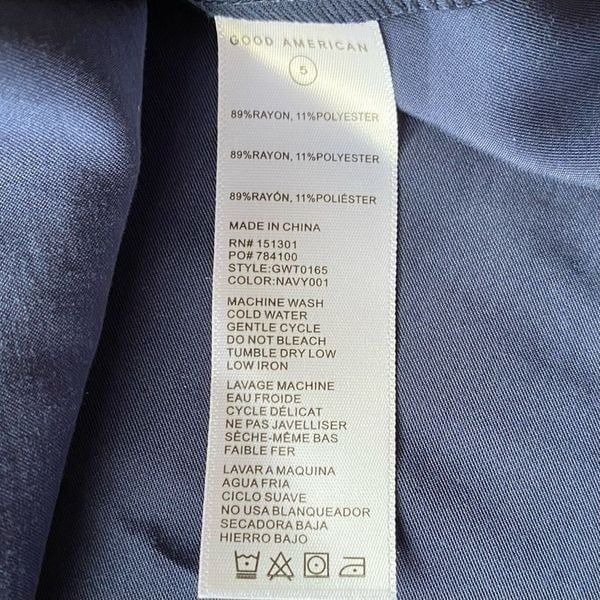 GOOD AMERICAN
5
89%RAYON, 11%POLYESTER
89%RAYON, 11%POLYESTER
89%RAYÓN, 11%POLIÉSTER
MADE IN CHINA
RN# 151301
PO# 784100
STYLE:GWT0165
COLOR:NAVY001
MACHINE WASH
COLD WATER
GENTLE CYCLE
DO NOT BLEACH
TUMBLE DRY LOW
LOW IRON
LAVAGE MACHINE
EAU FROIDE
CYCLE DÉLICAT
NE PAS JAVELLISER
SÈCHE-MÊME BAS
FAIBLE FER
LAVAR A MAQUINA
AGUA FRIA
CICLO SUAVE
NO USA BLANQUEADOR
SECADORA BAJA
HIERRO BAJO